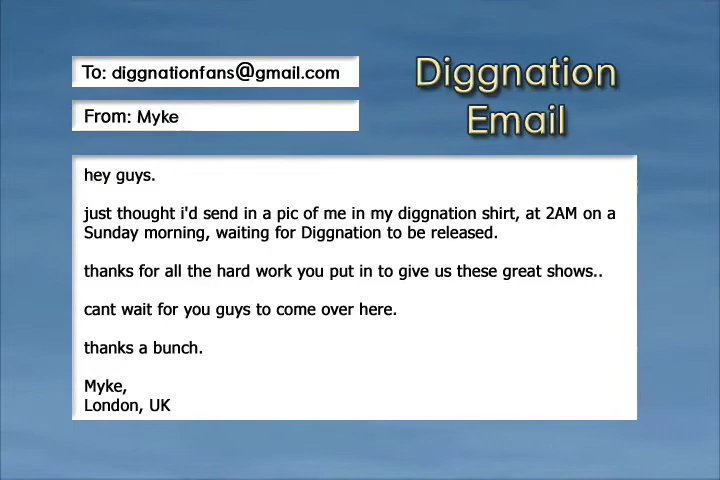 To: diggnationfans@gmail.com
Diggnation
Email
From: Myke
hey guys.
just thought i'd send in a pic of me in my diggnation shirt, at 2AM on a
Sunday morning, waiting for Diggnation to be released.
thanks for all the hard work you put in to give us these great shows..
cant wait for you guys to come over here.
thanks a bunch.
Myke,
London, UK